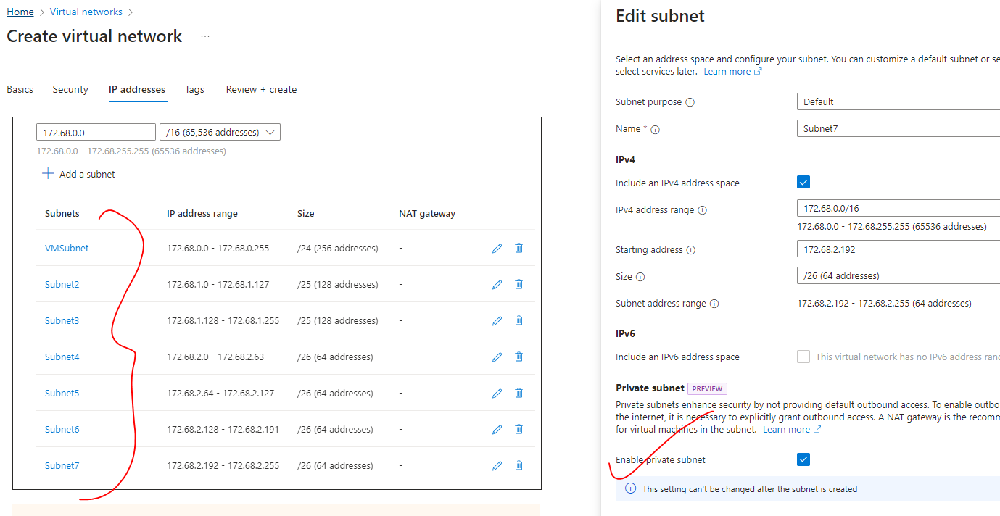 Home > Virtual networks >
Create virtual network ...
Basics Security IP addresses Tags Review + create
172.68.0.0 /16 (65,536 addresses)
172.68.0.0 - 172.68.255.255 (65536 addresses)
+ Add a subnet
Subnets IP address range Size NAT gateway
VMSubnet 172.68.0.0 - 172.68.0.255 /24 (256 addresses) -
Subnet2 172.68.1.0 - 172.68.1.127 /25 (128 addresses) -
Subnet3 172.68.1.128 - 172.68.1.255 /25 (128 addresses) -
Subnet4 172.68.2.0 - 172.68.2.63 /26 (64 addresses) -
Subnet5 172.68.2.64 - 172.68.2.127 /26 (64 addresses) -
Subnet6 172.68.2.128 - 172.68.2.191 /26 (64 addresses) -
Subnet7 172.68.2.192 - 172.68.2.255 /26 (64 addresses) -
Edit subnet
Select an address space and configure your subnet. You can customize a default subnet or se
select services later. Learn more
Subnet purpose Default
Name * Subnet7
IPv4
Include an IPv4 address space
IPv4 address range 172.68.0.0/16
172.68.0.0 - 172.68.255.255 (65536 addresses)
Starting address 172.68.2.192
Size /26 (64 addresses)
Subnet address range 172.68.2.192 - 172.68.2.255 (64 addresses)
IPv6
Include an IPv6 address space This virtual network has no IPv6 address rang
Private subnet PREVIEW
Private subnets enhance security by not providing default outbound access. To enable outbo
the internet, it is necessary to explicitly grant outbound access. A NAT gateway is the recomm
for virtual machines in the subnet. Learn more
Enable private subnet
This setting can't be changed after the subnet is created